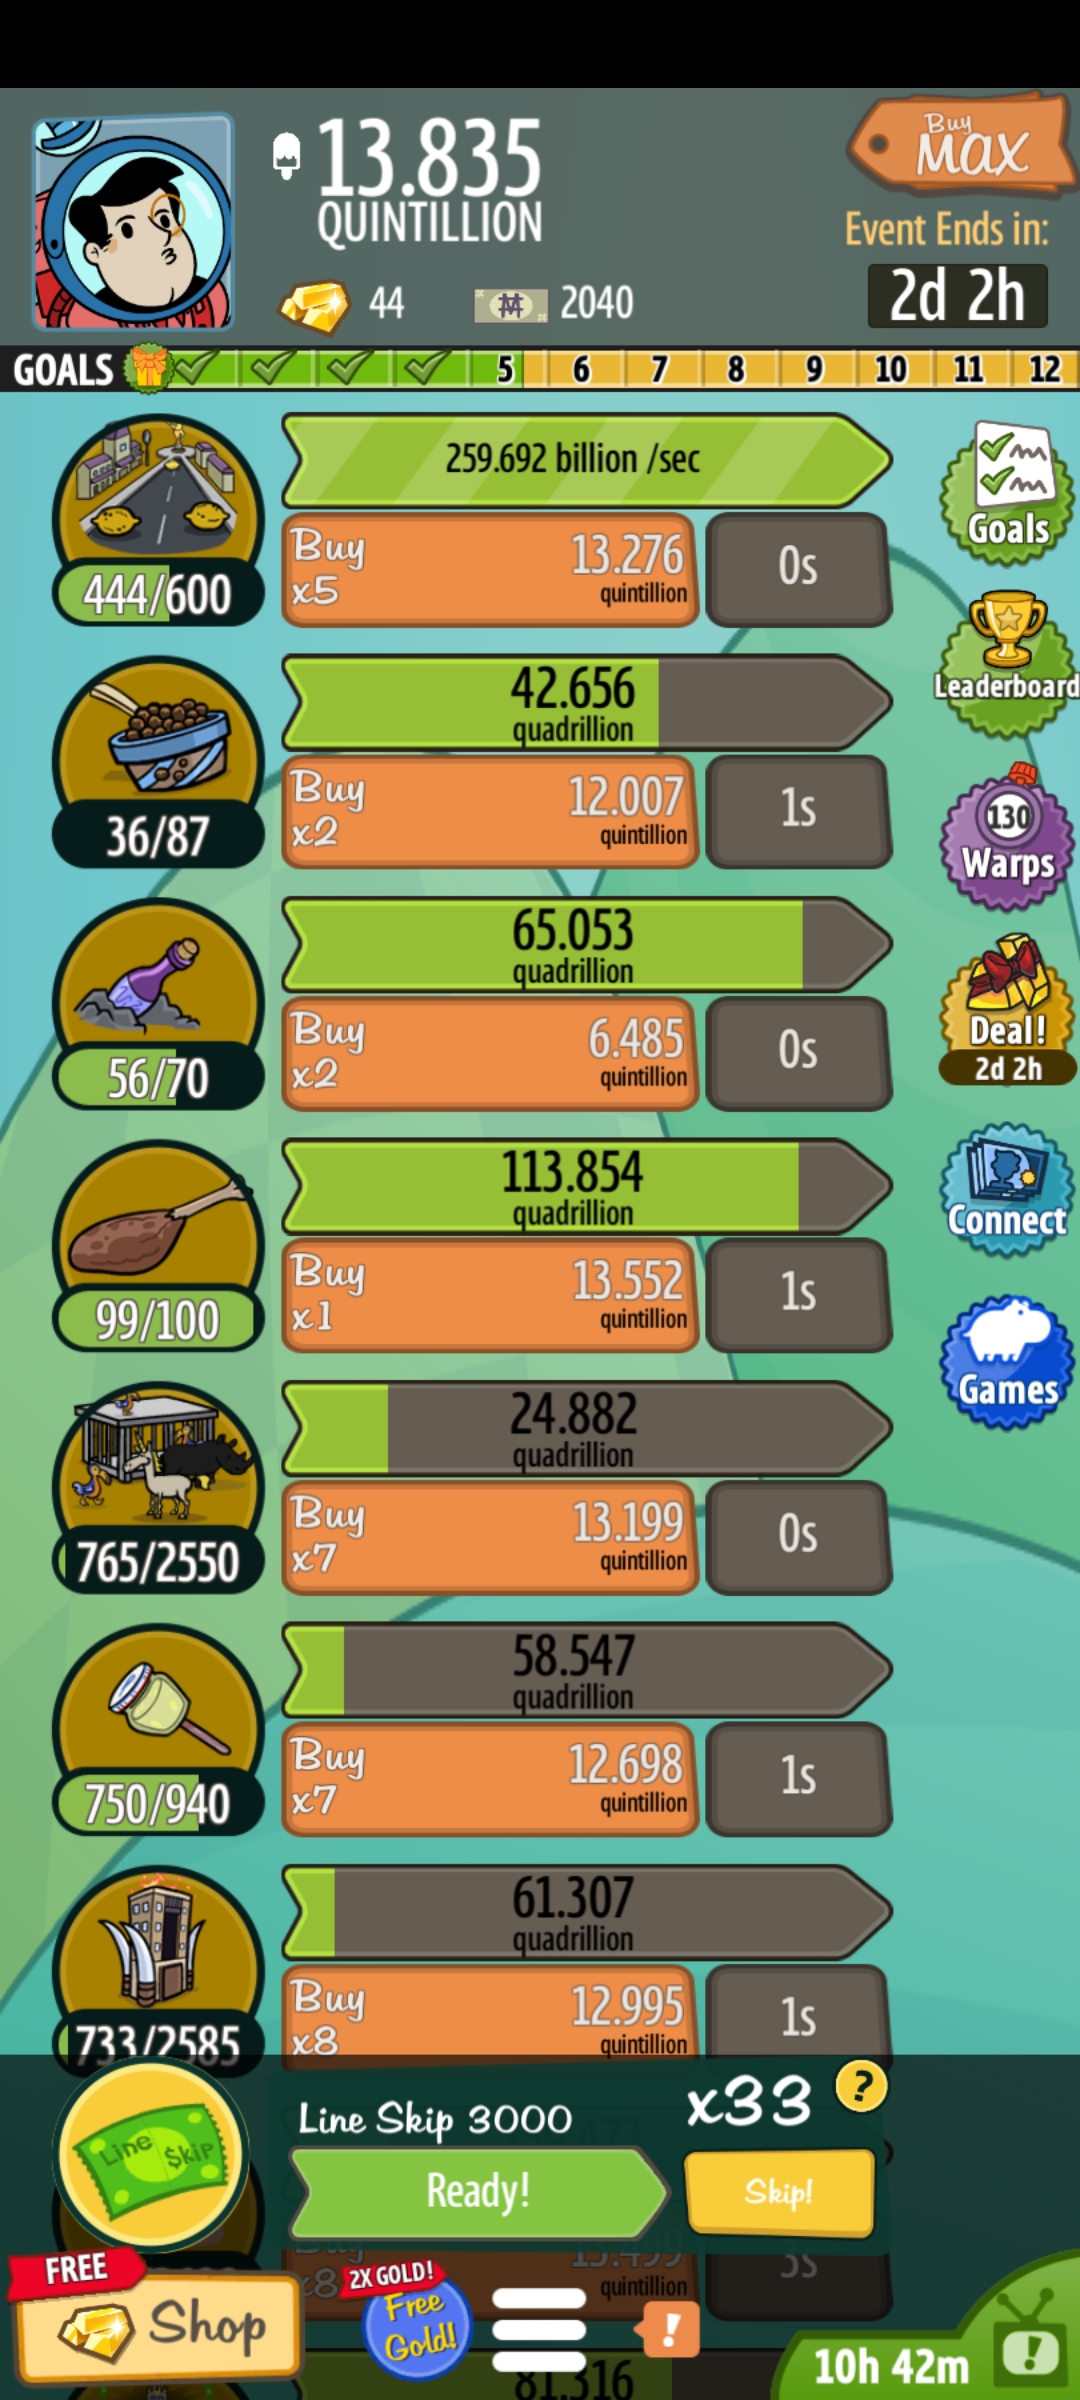 13.835
QUINTILLION
Buy
MAX
Event Ends in:
2d 2h
44
2040
GOALS
5 6 7 8 9 10 11 12
259.692 billion /sec
Buy
x5
13.276
quintillion
0s
444/600
42.656
quadrillion
Buy
x2
12.007
quintillion
1s
36/87
65.053
quadrillion
Buy
x2
6.485
quintillion
0s
56/70
113.854
quadrillion
Buy
x1
13.552
quintillion
1s
99/100
24.882
quadrillion
Buy
x7
13.199
quintillion
0s
765/2550
58.547
quadrillion
Buy
x7
12.698
quintillion
1s
750/940
61.307
quadrillion
Buy
x8
12.995
quintillion
1s
733/2585
Goals
Leaderboard
130
Warps
Deal!
2d 2h
Connect
Games
Line Skip
Line Skip 3000
x33
?
Ready!
Skip!
Buy
x8
13.499
quintillion
3s
FREE
Shop
2X GOLD!
Free
Gold!
!
81.316
10h 42m
!